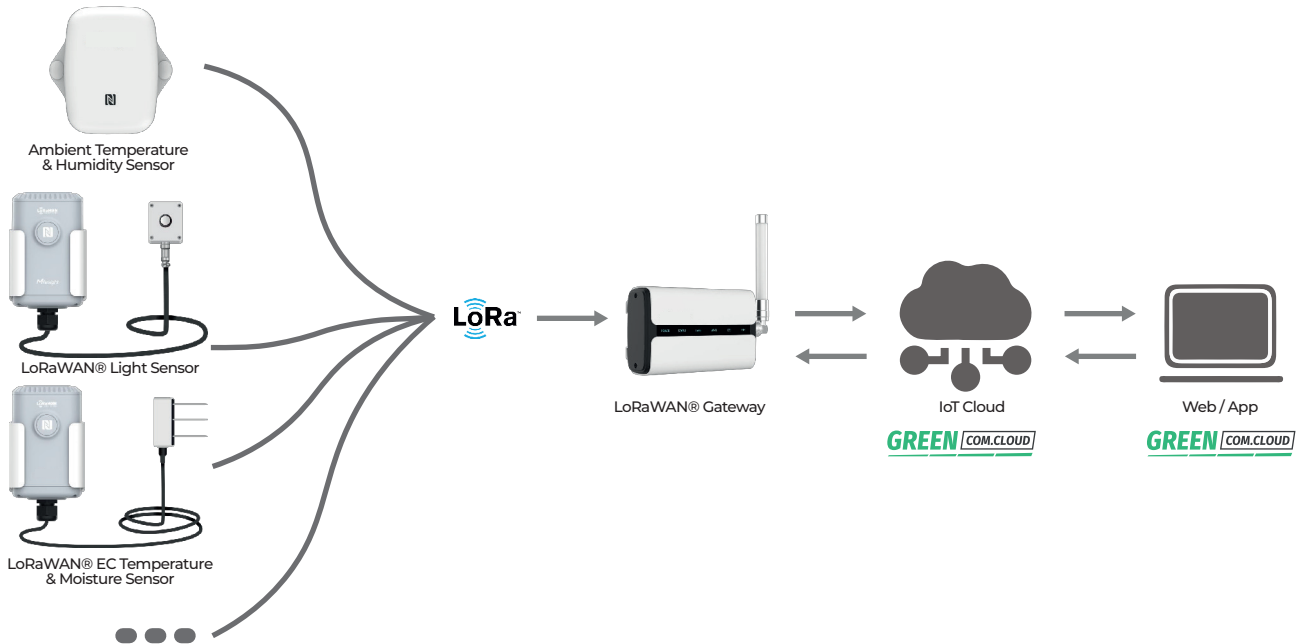 Ambient Temperature
& Humidity Sensor
LoRaWAN® Light Sensor
LoRaWAN® EC Temperature
& Moisture Sensor
LoRa™
LoRaWAN® Gateway
IoT Cloud
GREEN COM.CLOUD
Web / App
GREEN COM.CLOUD